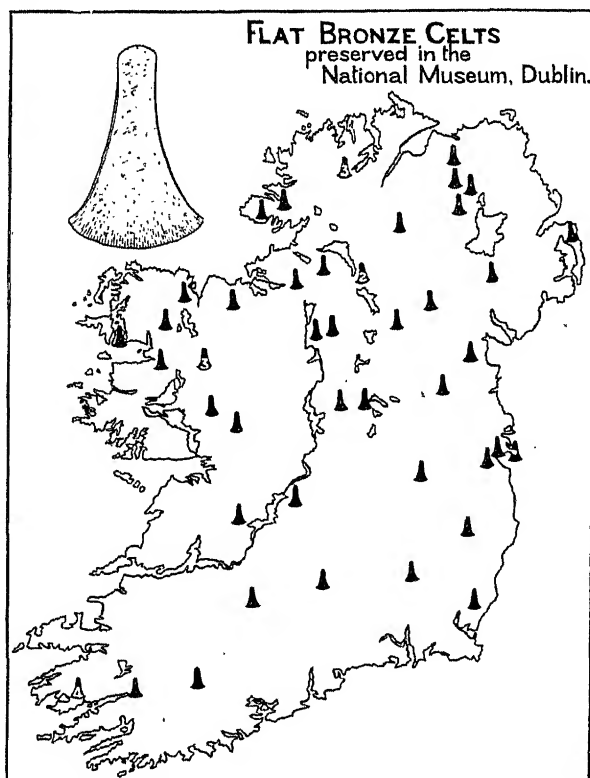 FLAT BRONZE CELTS
preserved in the
National Museum, Dublin.